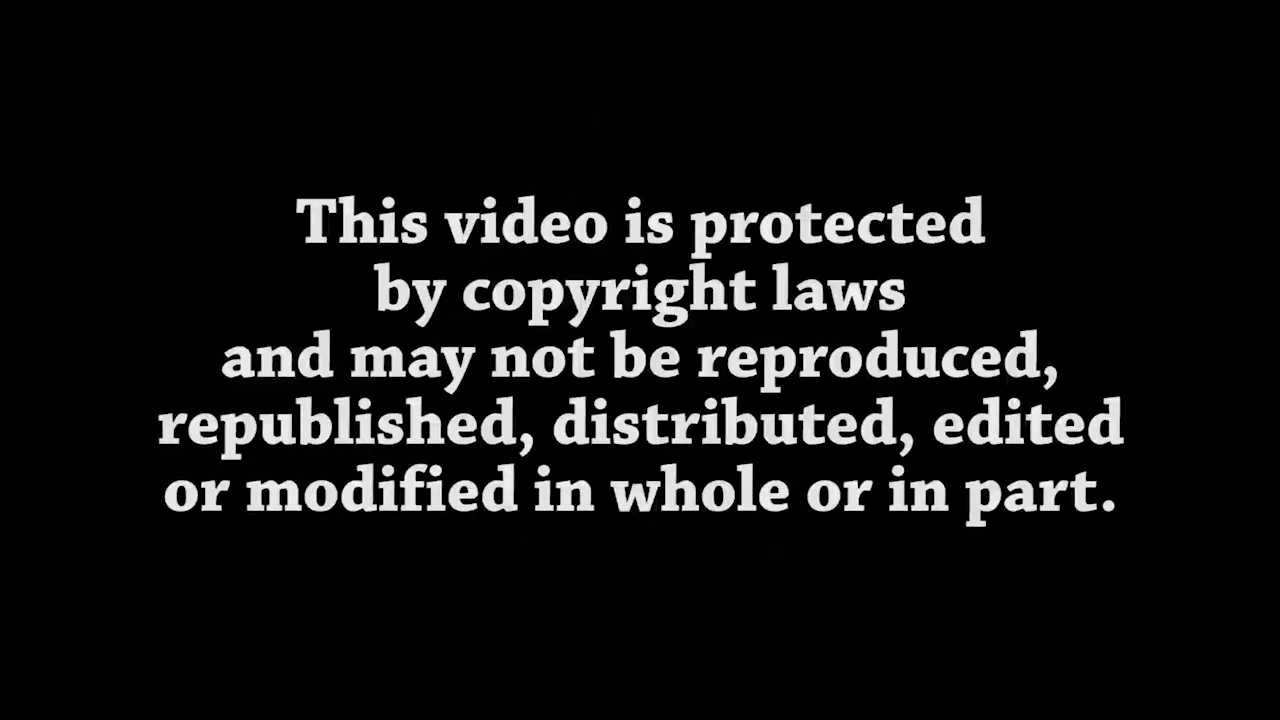 This video is protected
by copyright laws
and may not be reproduced,
republished, distributed, edited
or modified in whole or in part.